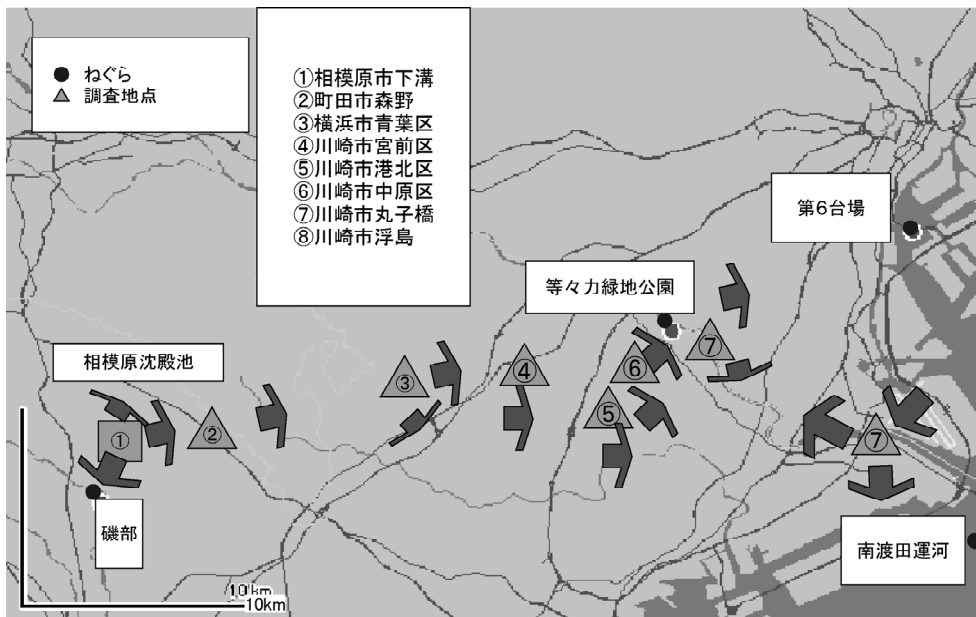 ねぐら
調査地点
①相模原市下溝
②町田市森野
③横浜市青葉区
④川崎市宮前区
⑤川崎市港北区
⑥川崎市中原区
⑦川崎市丸子橋
⑧川崎市浮島
第6台場
等々力緑地公園
相模原沈殿池
⑦
⑥
③
④
⑤
②
①
⑦
磯部
南渡田運河
10km
10km